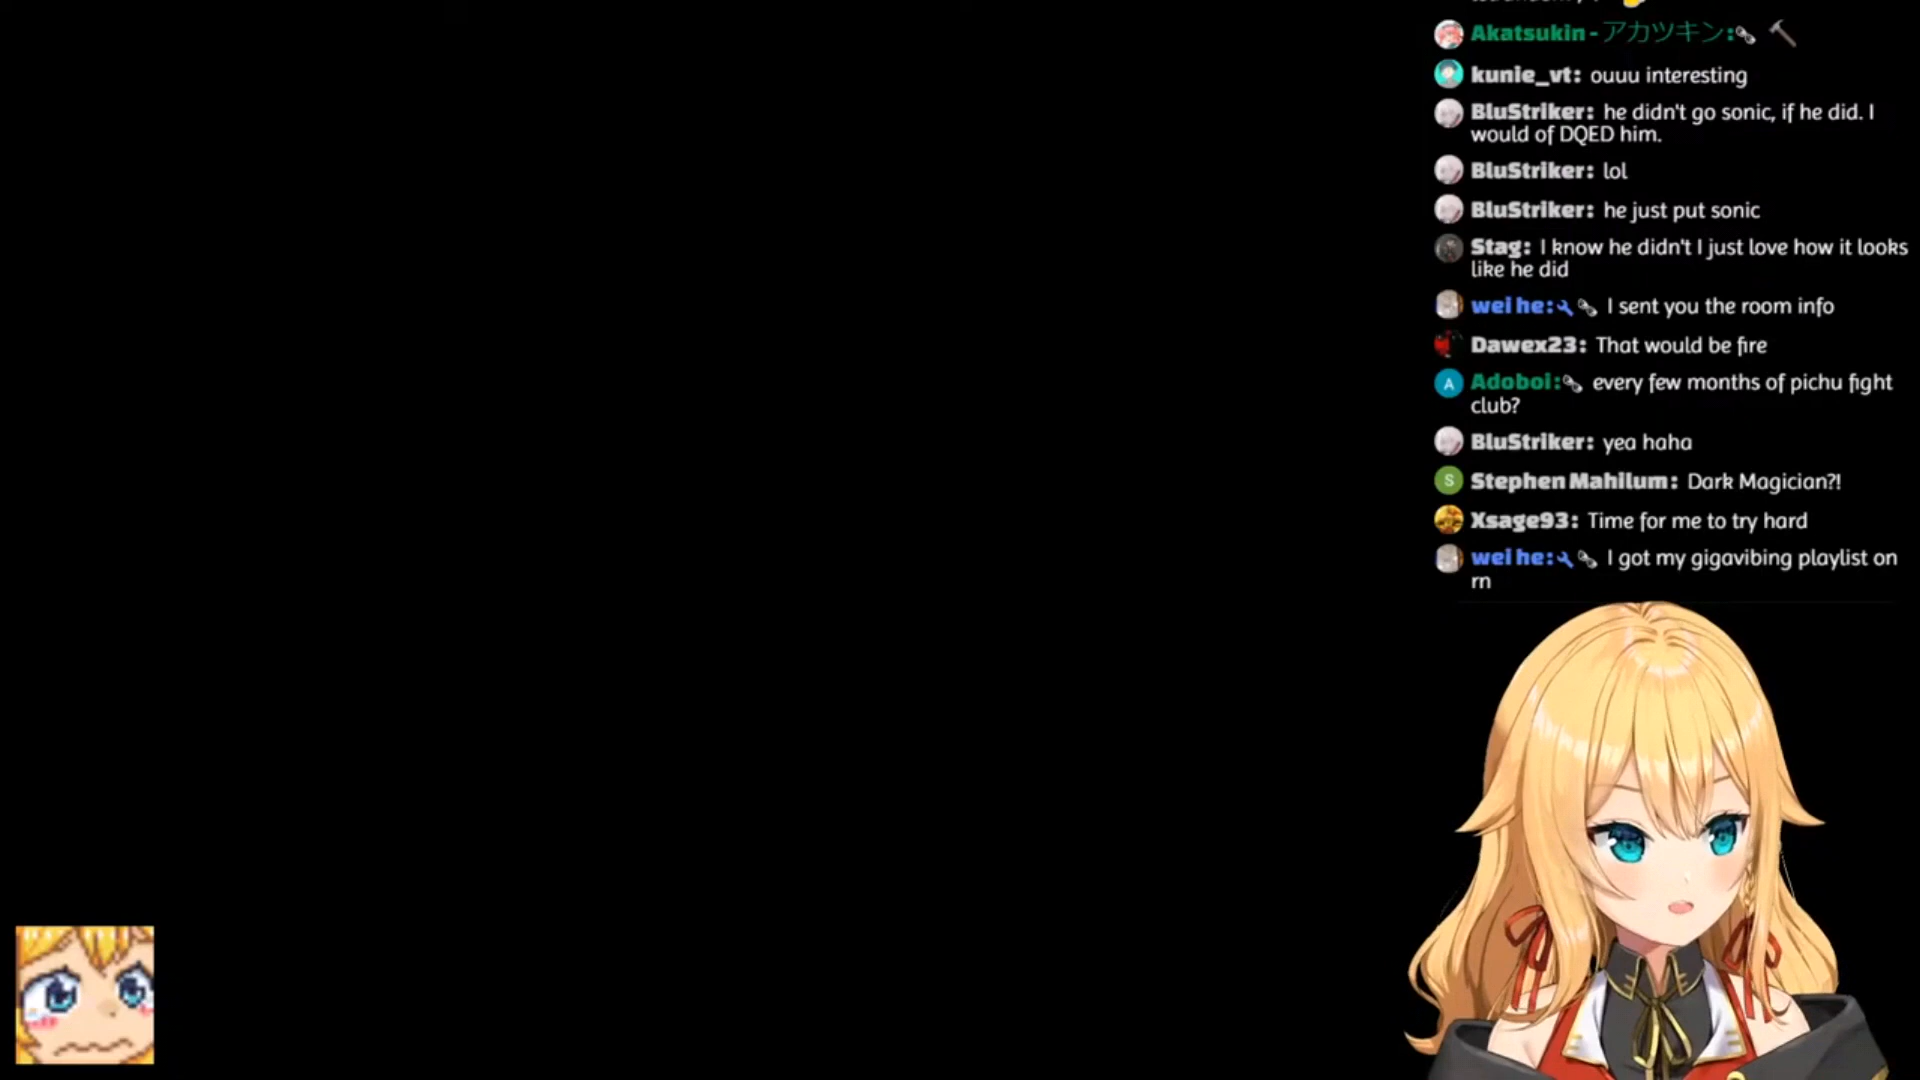 Akatsukin - アカツキン:
kunie_vt: ouuu interesting
BluStriker: he didn't go sonic, if he did. I
would of DQED him.
BluStriker: lol
BluStriker: he just put sonic
Stag: I know he didn't I just love how it looks
like he did
wei he: I sent you the room info
Dawex23: That would be fire
A Adoboi: every few months of pichu fight
club?
BluStriker: yea haha
S Stephen Mahilum: Dark Magician?!
Xsage93: Time for me to try hard
wei he: I got my gigavibing playlist on
rn